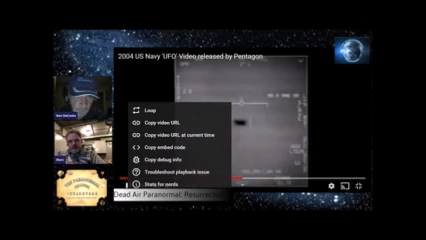 2004 US Navy 'UFO' Video released by Pentagon
Loop
Copy video URL
Copy video URL at current time
Copy embed code
Copy debug info
Troubleshoot playback issue
Stats for nerds
Dead Air Paranormal: Resurrec